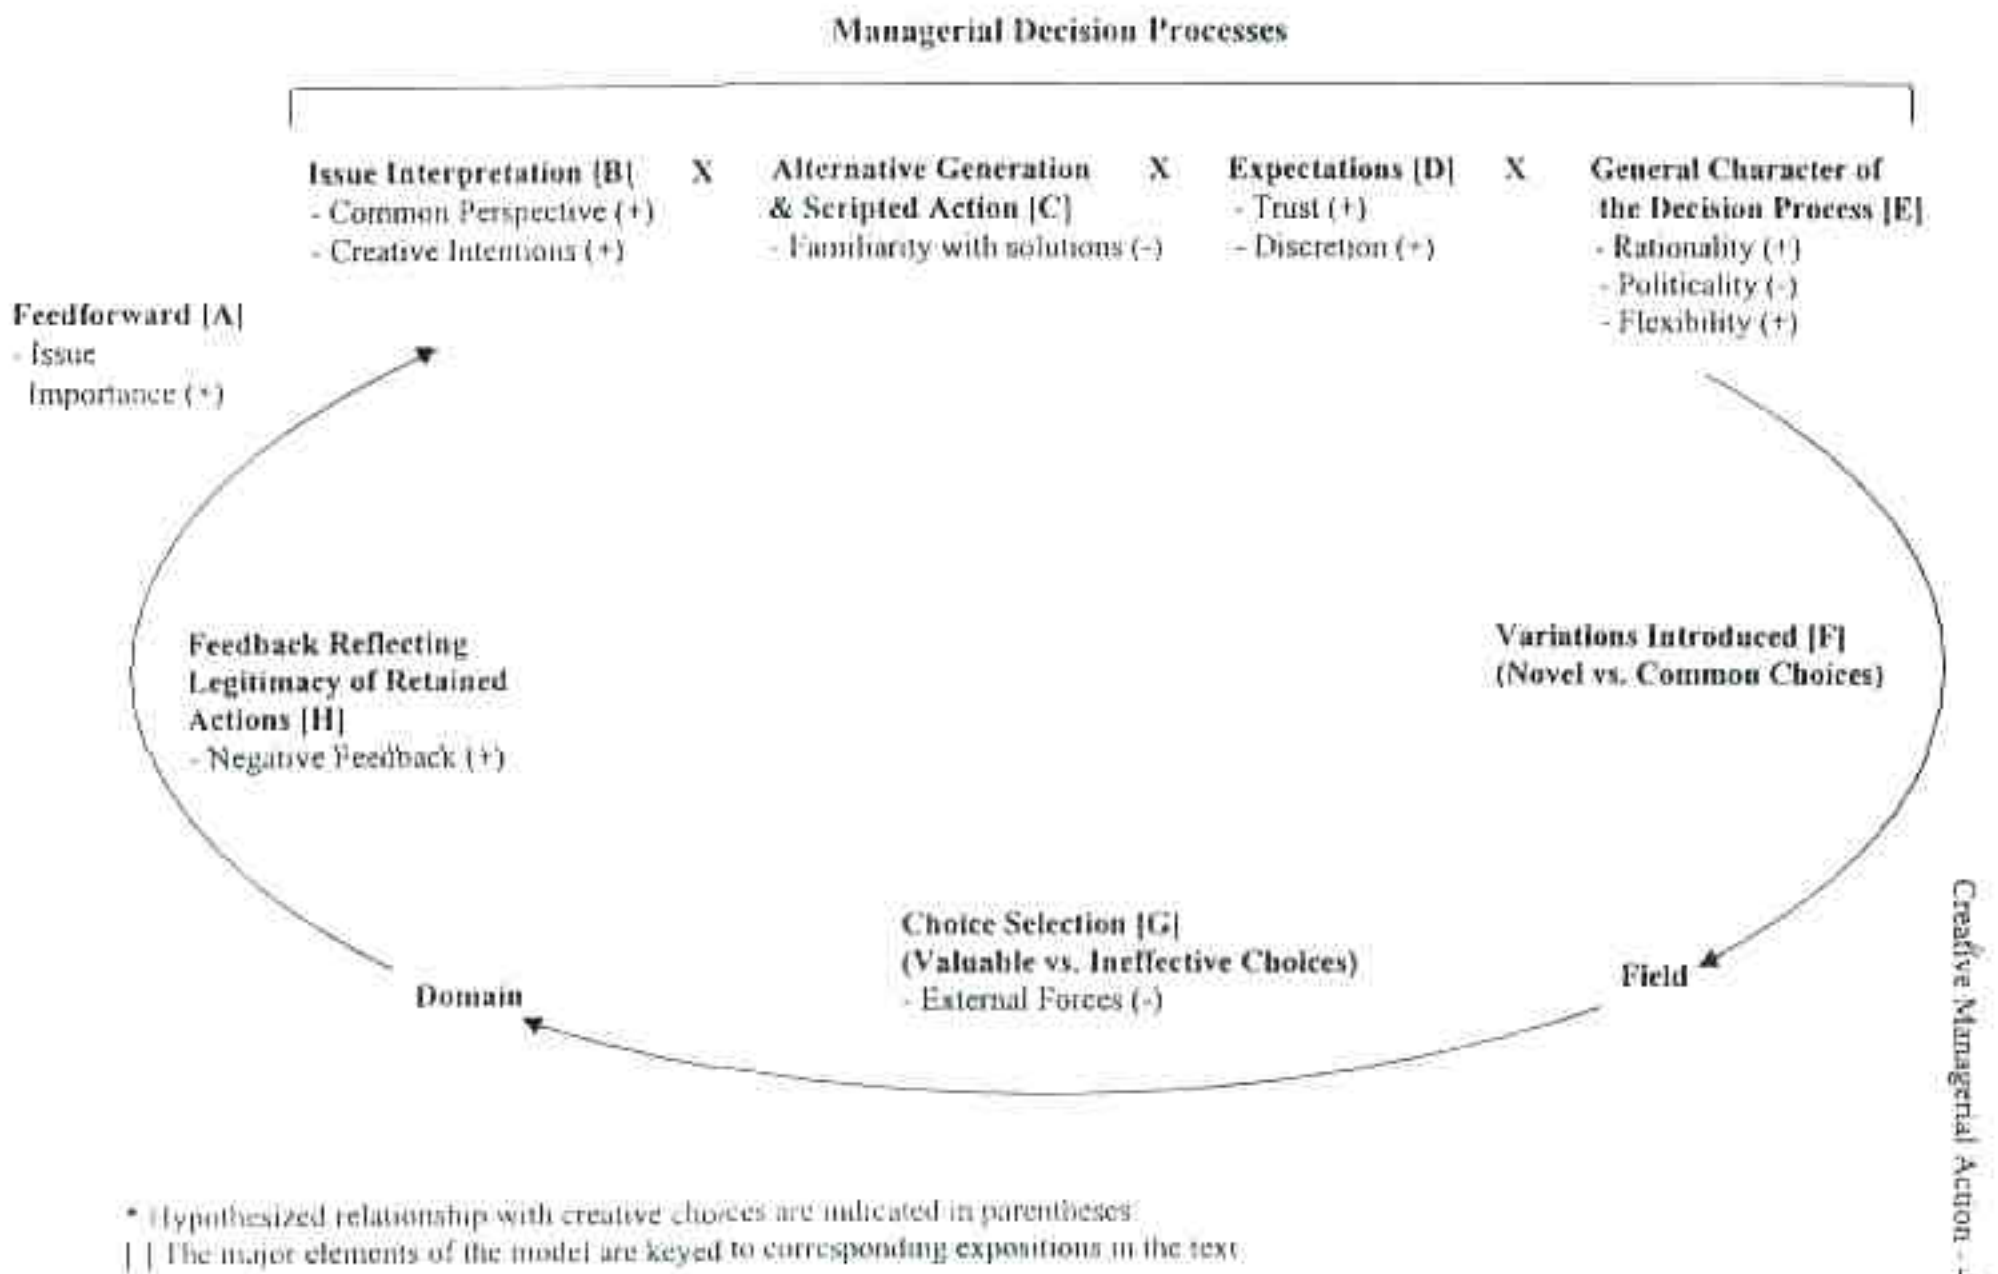 Managerial Decision Processes
Issue Interpretation [B] X Alternative Generation X Expectations [D] X General Character of
- Common Perspective (+) & Scripted Action [C] - Trust (+) the Decision Process [E]
- Creative Intentions (+) - Familiarity with solutions (-) - Discretion (+) - Rationality (+)
- Politicality (-)
- Flexibility (+)
Feedforward [A]
- Issue
Importance (+)
Feedback Reflecting
Legitimacy of Retained
Actions [H]
- Negative Feedback (+)
Variations Introduced [F]
(Novel vs. Common Choices)
Choice Selection [G]
(Valuable vs. Ineffective Choices)
- External Forces (-)
Field
Domain
Creative Managerial Action -
* Hypothesized relationship with creative choices are indicated in parentheses
[ ] The major elements of the model are keyed to corresponding expositions in the text